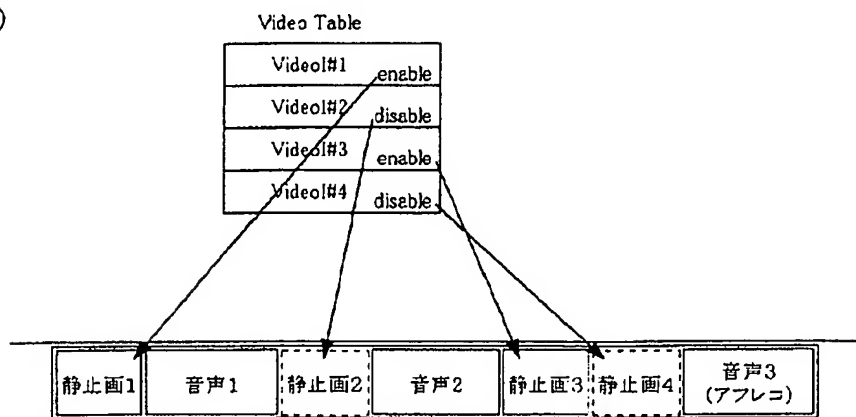 )
Video Table
VideoI#1 enable
VideoI#2 disable
VideoI#3 enable
VideoI#4 disable
静止画1 音声1 静止画2 音声2 静止画3 静止画4 音声3
(アフレコ)